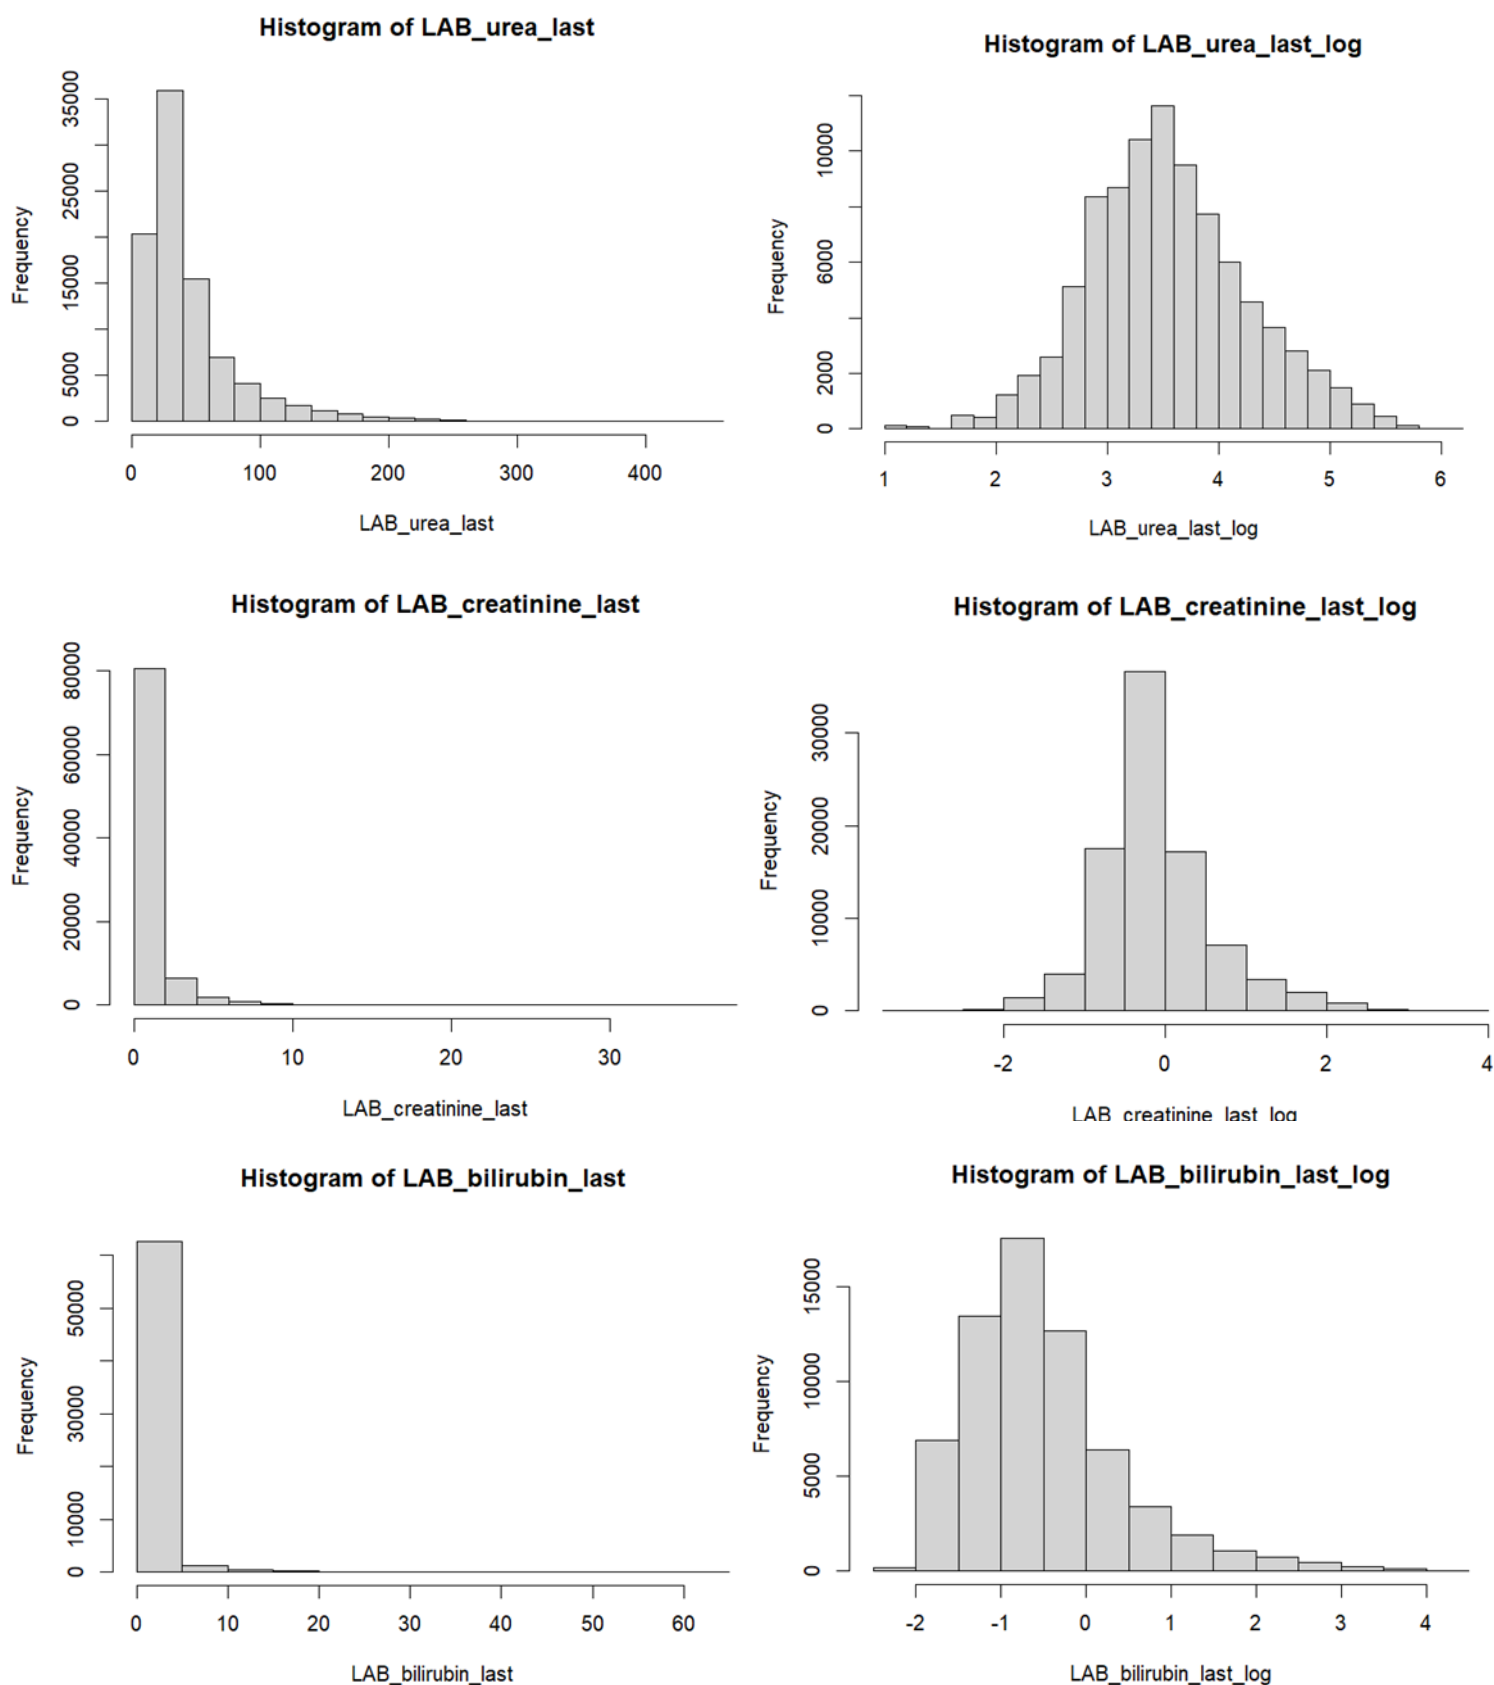 Histogram of LAB_urea_last
Frequency
0
5000
15000
25000
35000
0 100 200 300 400
LAB_urea_last
Histogram of LAB_urea_last_log
Frequency
0
2000
6000
10000
1 2 3 4 5 6
LAB_urea_last_log
Histogram of LAB_creatinine_last
Frequency
0
20000
40000
60000
80000
0 10 20 30
LAB_creatinine_last
Histogram of LAB_creatinine_last_log
Frequency
0
10000
20000
30000
-2 0 2 4
LAB_creatinine_last_log
Histogram of LAB_bilirubin_last
Frequency
0
10000
30000
50000
0 10 20 30 40 50 60
LAB_bilirubin_last
Histogram of LAB_bilirubin_last_log
Frequency
0
5000
10000
15000
-2 -1 0 1 2 3 4
LAB_bilirubin_last_log